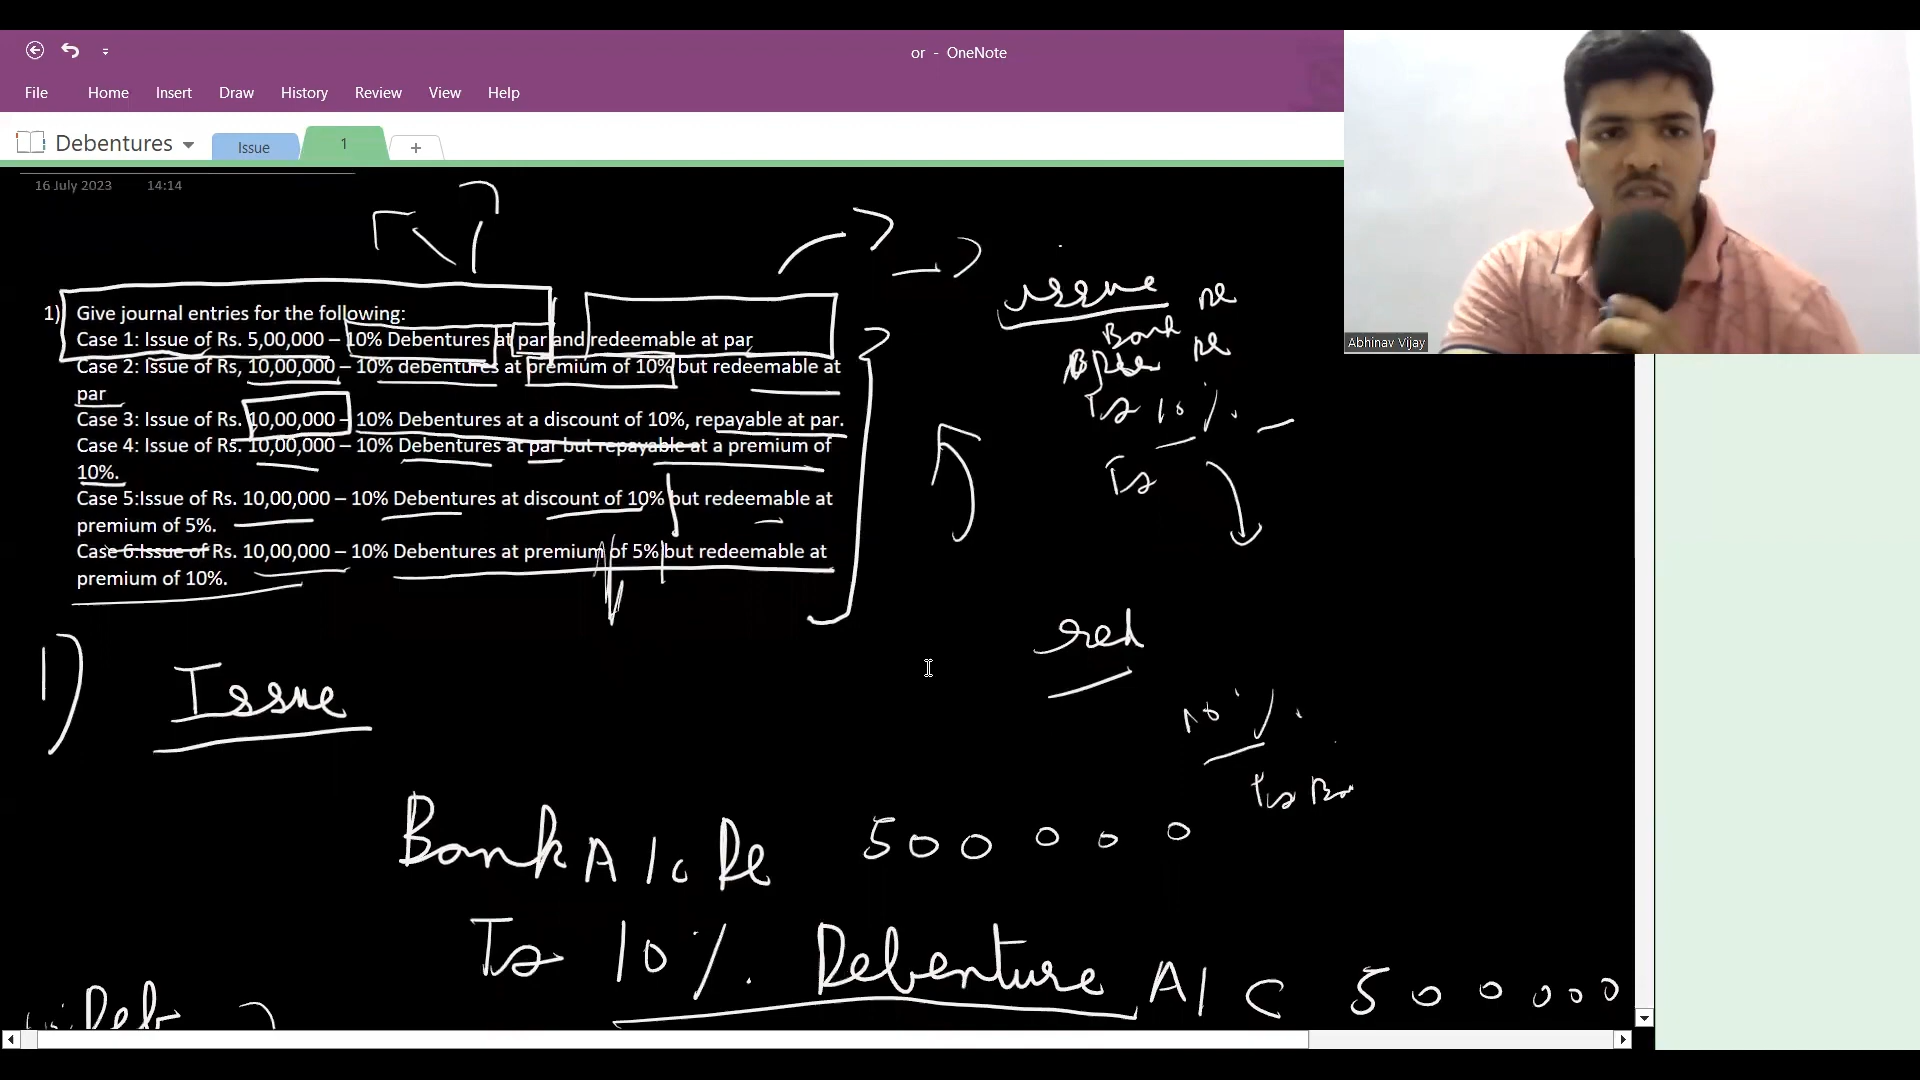 or - OneNote
File Home Insert Draw History Review View Help
Debentures Issue 1 +
16 July 2023 14:14
1) Give journal entries for the following:
Case 1: Issue of Rs. 5,00,000 – 10% Debentures at par and redeemable at par
Case 2: Issue of Rs, 10,00,000 – 10% debentures at premium of 10% but redeemable at
par
Case 3: Issue of Rs. 10,00,000 – 10% Debentures at a discount of 10%, repayable at par.
Case 4: Issue of Rs. 10,00,000 – 10% Debentures at par but repayable at a premium of
10%.
Case 5:Issue of Rs. 10,00,000 – 10% Debentures at discount of 10% but redeemable at
premium of 5%.
Case 6:Issue of Rs. 10,00,000 – 10% Debentures at premium of 5% but redeemable at
premium of 10%.
issue
Bank
To 10%.
To
red
10%.
To
1) Issue
Bank A/c De 500000
To 10%. Debenture A/C 500000
Deb
Abhinav Vijay